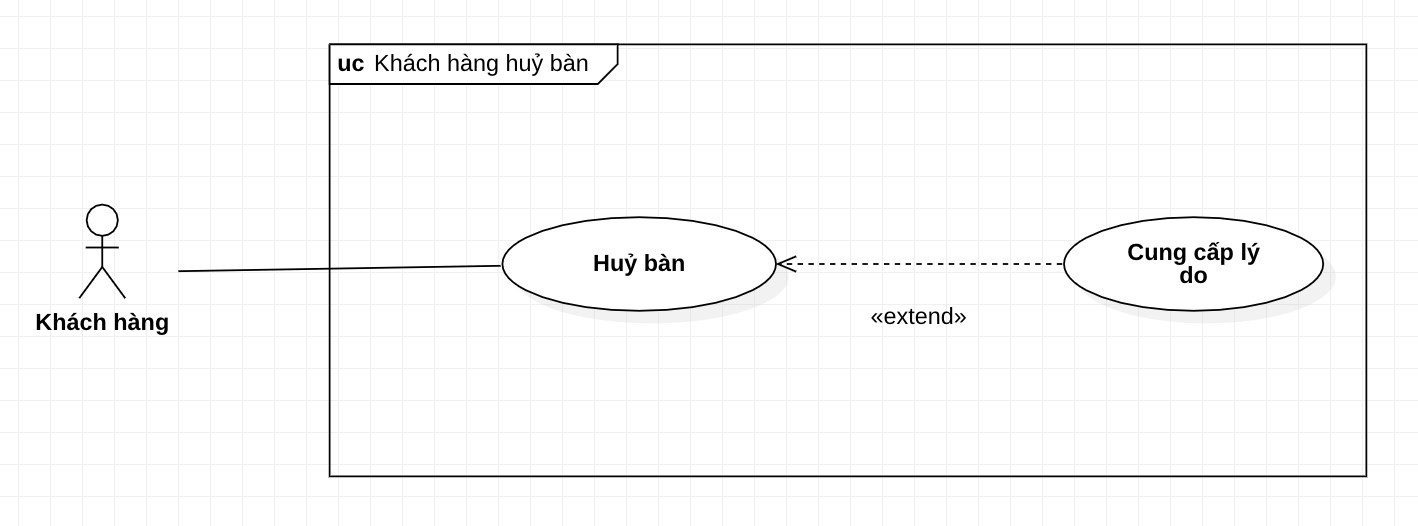 uc Khách hàng huỷ bàn
Huỷ bàn
Cung cấp lý
do
«extend»
Khách hàng